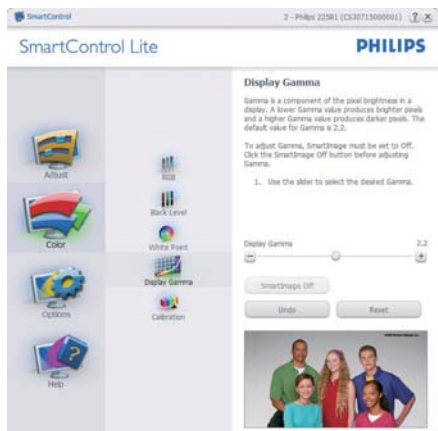 SmartControl
2 - Philips 225B1 (CS30715000001)
? X
SmartControl Lite
PHILIPS
Adjust
Color
Options
Help
RGB
Black Level
White Point
Display Gamma
Calibration
Display Gamma
Gamma is a component of the pixel brightness in a
display. A lower Gamma value produces brighter pixels
and a higher Gamma value produces darker pixels. The
default value for Gamma is 2.2.
To adjust Gamma, SmartImage must be set to Off.
Click the SmartImage Off button before adjusting
Gamma.
1. Use the slider to select the desired Gamma.
Display Gamma 2.2
SmartImage Off
Undo Reset